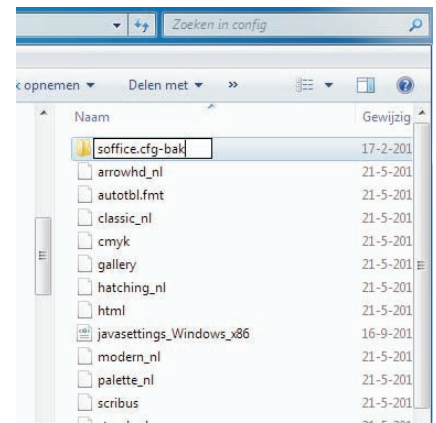 Zoeken in config
opnemen Delen met »
Naam Gewijzig
soffice.cfg-bak 17-2-201
arrowhd_nl 21-5-201
autotbl.fmt 21-5-201
classic_nl 21-5-201
cmyk 21-5-201
gallery 21-5-201
hatching_nl 21-5-201
html 21-5-201
javasettings_Windows_x86 16-9-201
modern_nl 21-5-201
palette_nl 21-5-201
scribus 21-5-201